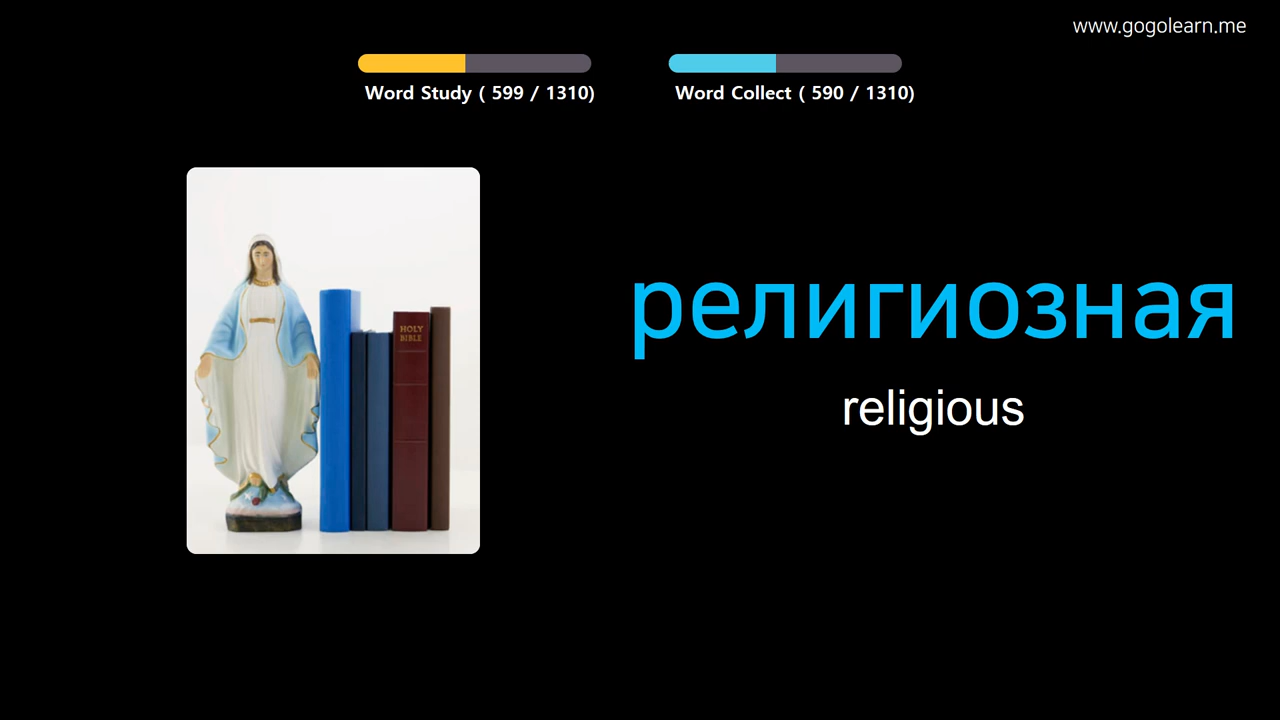 www.gogolearn.me
Word Study ( 599 / 1310)
Word Collect ( 590 / 1310)
HOLY
BIBLE
религиозная
religious